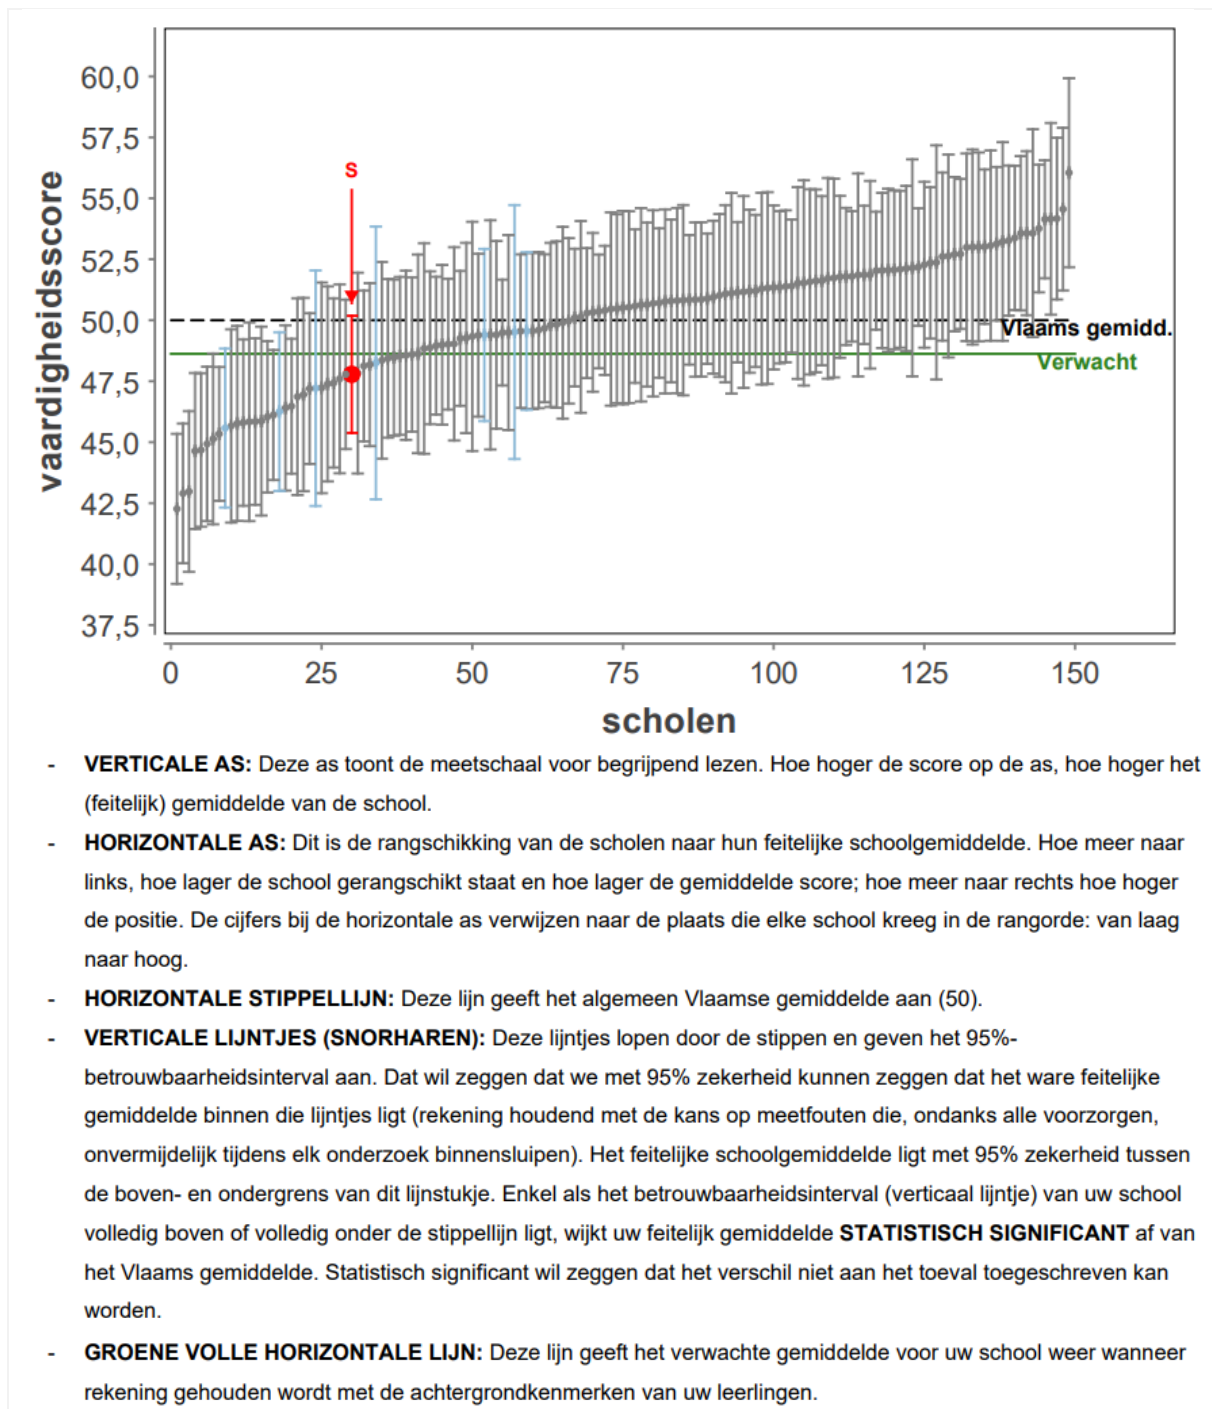 60,0
57,5
55,0
52,5
50,0
47,5
45,0
42,5
40,0
37,5
vaardigheidsscore
S
Vlaams gemidd.
Verwacht
0 25 50 75 100 125 150
scholen
- VERTICALE AS: Deze as toont de meetschaal voor begrijpend lezen. Hoe hoger de score op de as, hoe hoger het
(feitelijk) gemiddelde van de school.
- HORIZONTALE AS: Dit is de rangschikking van de scholen naar hun feitelijke schoolgemiddelde. Hoe meer naar
links, hoe lager de school gerangschikt staat en hoe lager de gemiddelde score; hoe meer naar rechts hoe hoger
de positie. De cijfers bij de horizontale as verwijzen naar de plaats die elke school kreeg in de rangorde: van laag
naar hoog.
- HORIZONTALE STIPPELLIJN: Deze lijn geeft het algemeen Vlaamse gemiddelde aan (50).
- VERTICALE LIJNTJES (SNORHAREN): Deze lijntjes lopen door de stippen en geven het 95%-
betrouwbaarheidsinterval aan. Dat wil zeggen dat we met 95% zekerheid kunnen zeggen dat het ware feitelijke
gemiddelde binnen die lijntjes ligt (rekening houdend met de kans op meetfouten die, ondanks alle voorzorgen,
onvermijdelijk tijdens elk onderzoek binnensluipen). Het feitelijke schoolgemiddelde ligt met 95% zekerheid tussen
de boven- en ondergrens van dit lijnstukje. Enkel als het betrouwbaarheidsinterval (verticaal lijntje) van uw school
volledig boven of volledig onder de stippellijn ligt, wijkt uw feitelijk gemiddelde STATISTISCH SIGNIFICANT af van
het Vlaams gemiddelde. Statistisch significant wil zeggen dat het verschil niet aan het toeval toegeschreven kan
worden.
- GROENE VOLLE HORIZONTALE LIJN: Deze lijn geeft het verwachte gemiddelde voor uw school weer wanneer
rekening gehouden wordt met de achtergrondkenmerken van uw leerlingen.